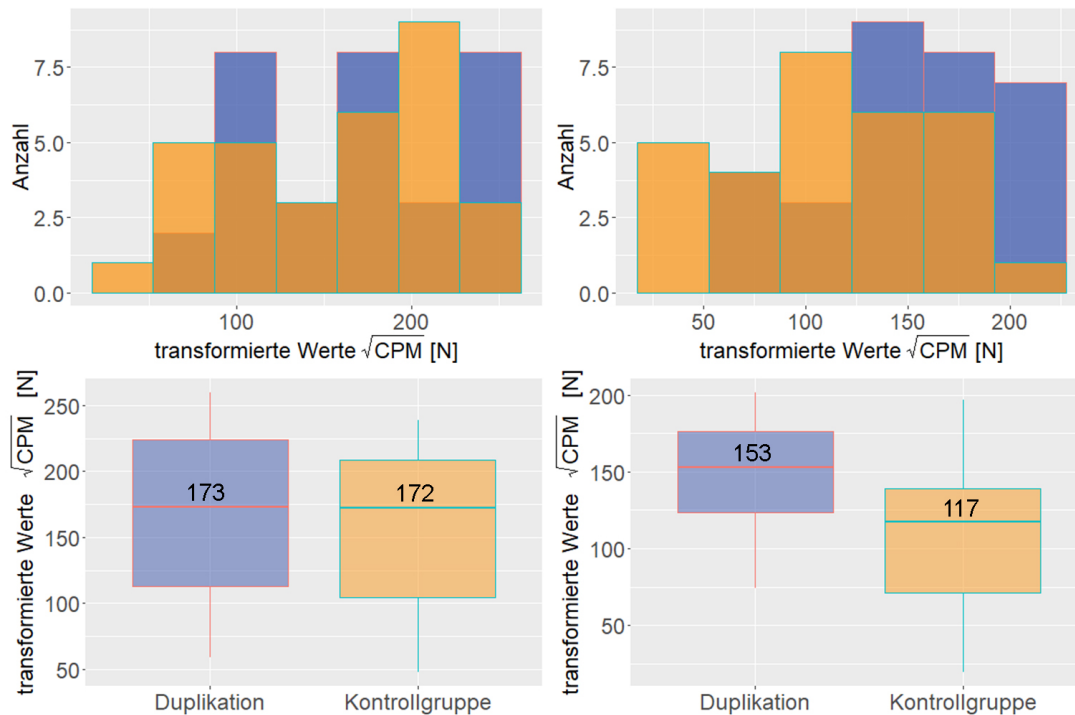 Anzahl
7.5
5.0
2.5
0.0
100
200
transformierte Werte √CPM [N]
Anzahl
7.5
5.0
2.5
0.0
50
100
150
200
transformierte Werte √CPM [N]
transformierte Werte √CPM [N]
250
200
150
100
50
173
172
Duplikation
Kontrollgruppe
transformierte Werte √CPM [N]
200
150
100
50
153
117
Duplikation
Kontrollgruppe